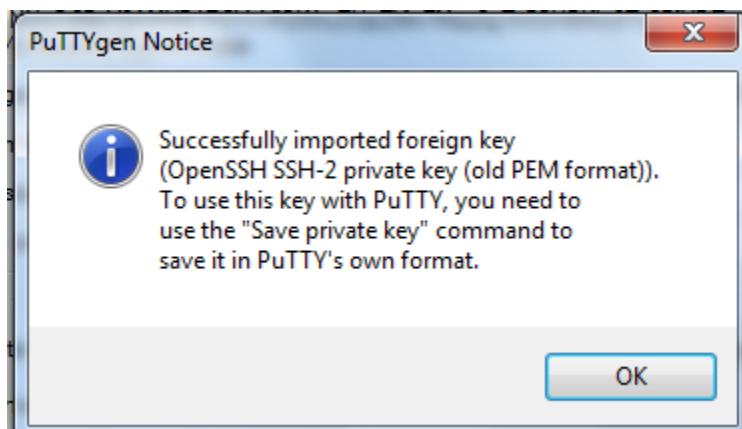 PuTTYgen Notice
Successfully imported foreign key
(OpenSSH SSH-2 private key (old PEM format)).
To use this key with PuTTY, you need to
use the "Save private key" command to
save it in PuTTY's own format.
OK